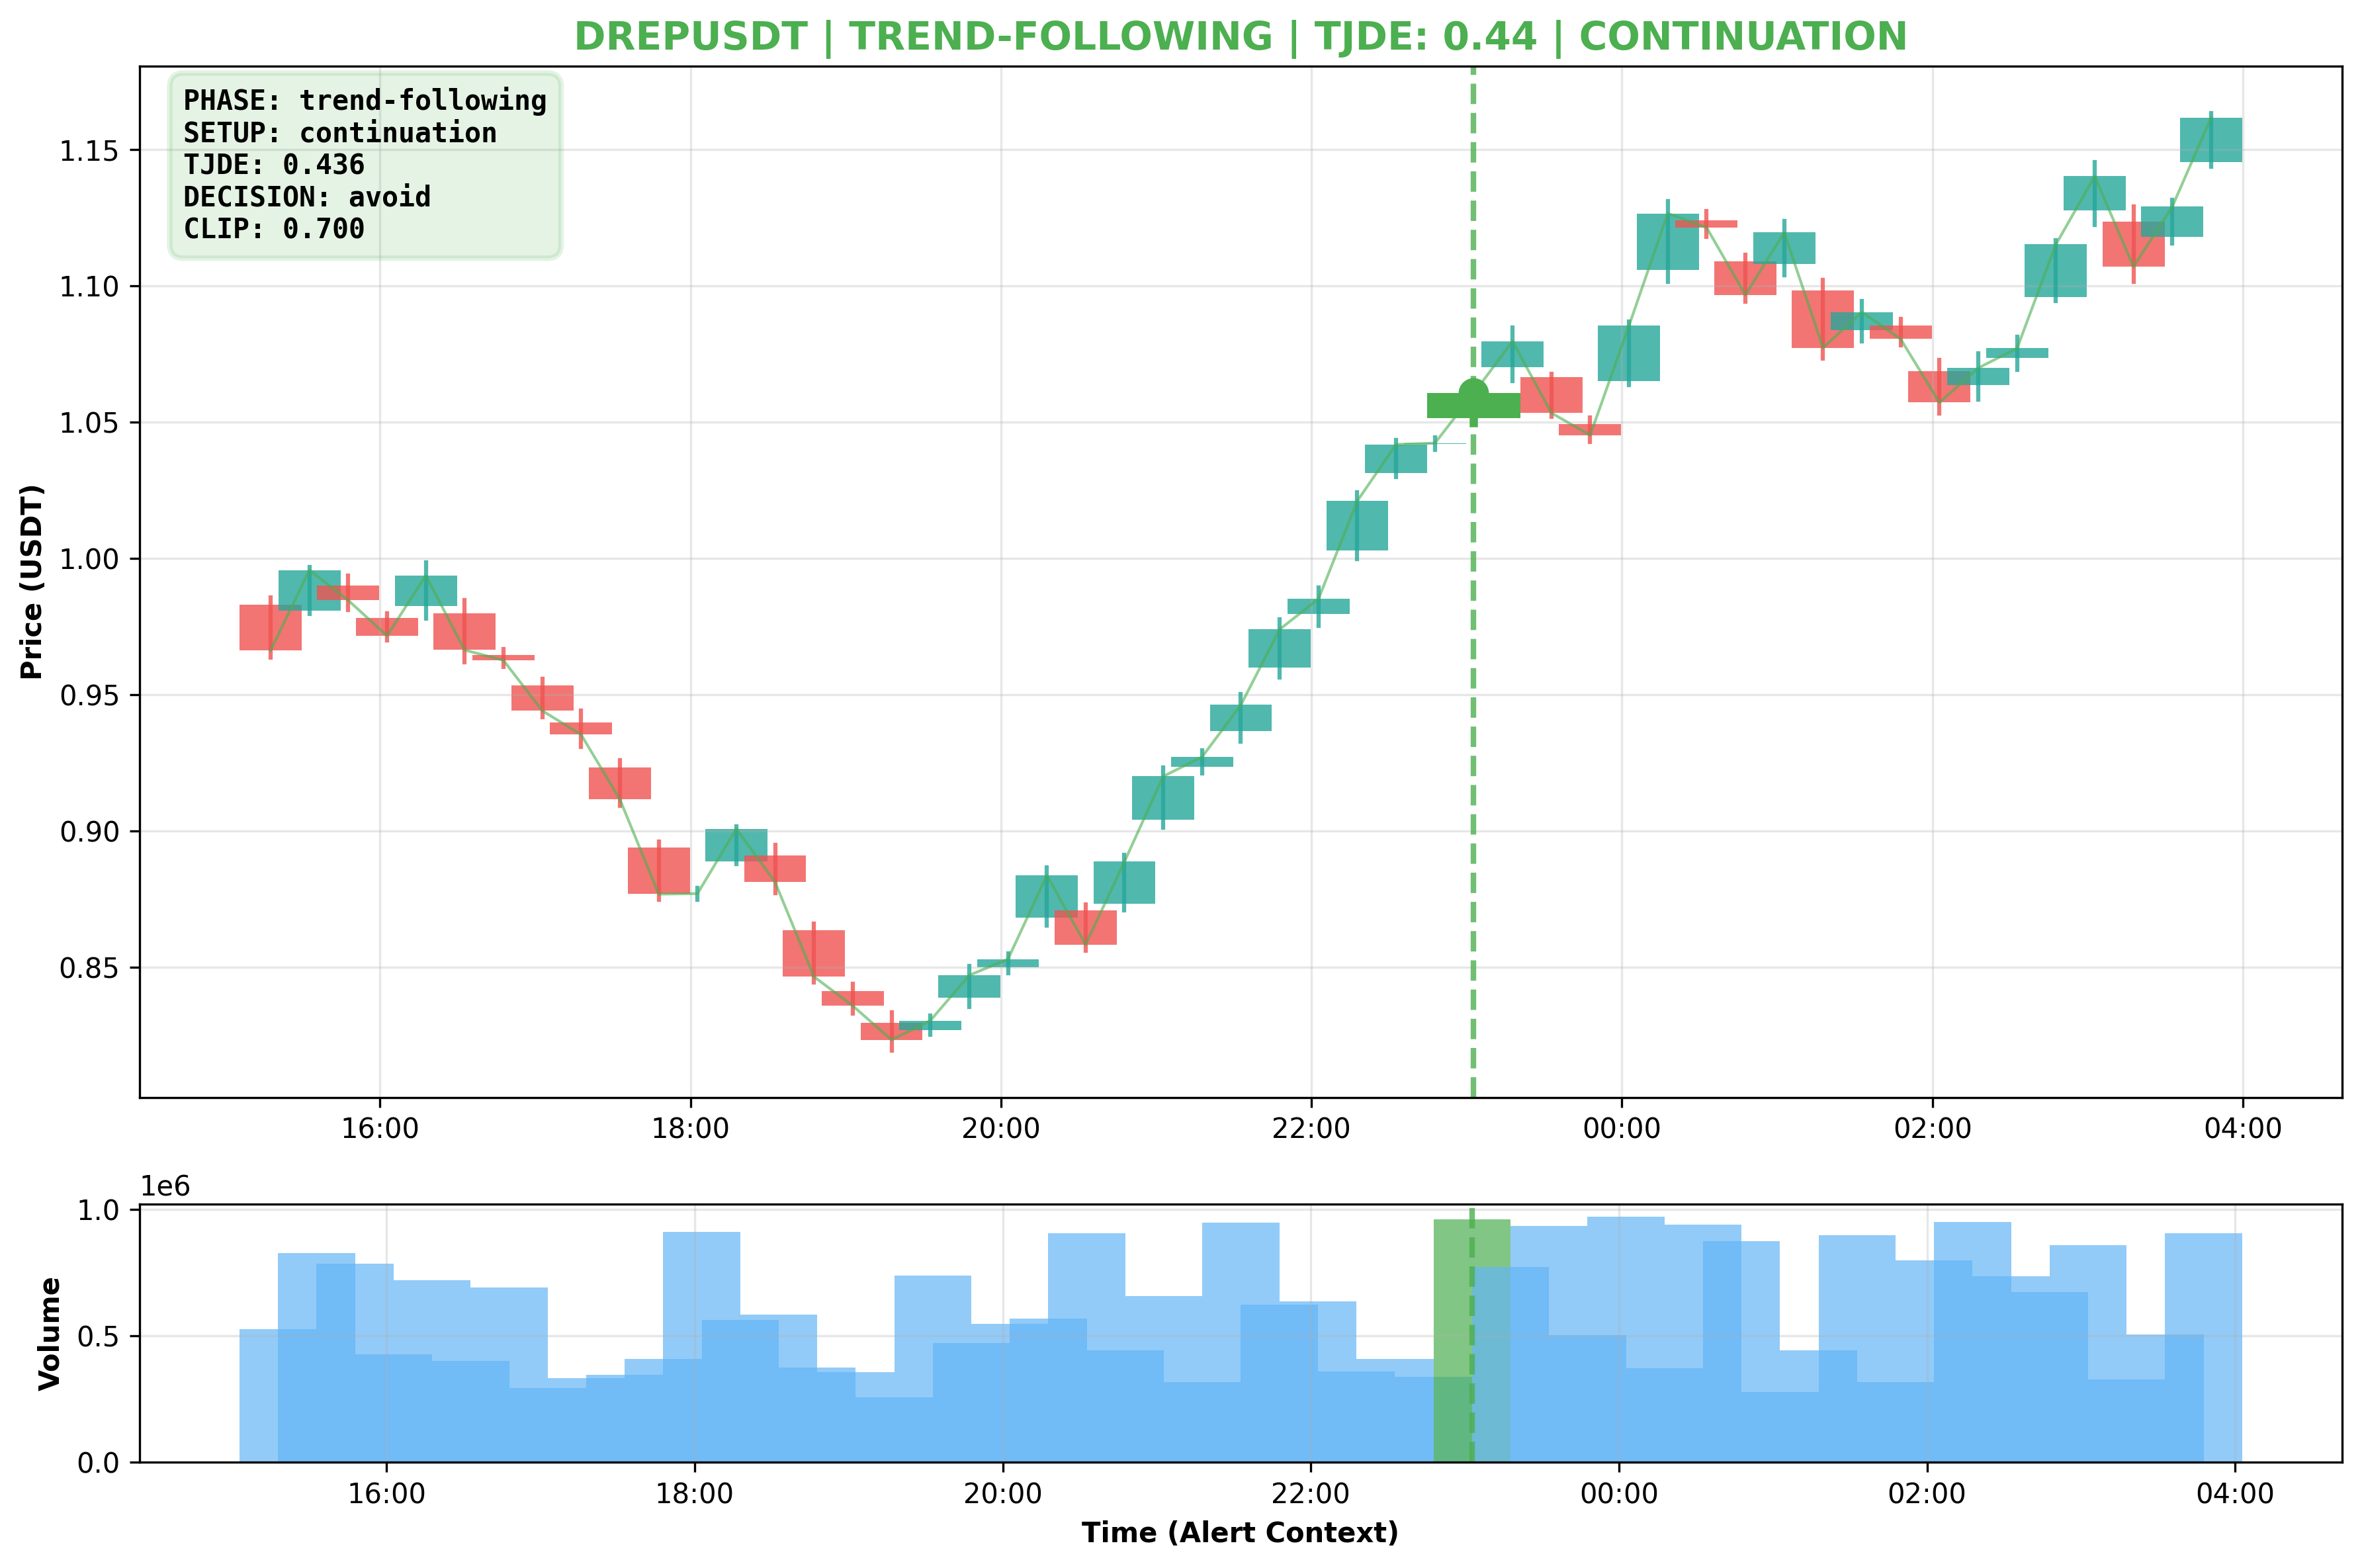 DREPUSDT | TREND-FOLLOWING | TJDE: 0.44 | CONTINUATION
PHASE: trend-following
SETUP: continuation
TJDE: 0.436
DECISION: avoid
CLIP: 0.700
Price (USDT)
1.15
1.10
1.05
1.00
0.95
0.90
0.85
16:00 18:00 20:00 22:00 00:00 02:00 04:00
1e6
Volume
1.0
0.5
0.0
16:00 18:00 20:00 22:00 00:00 02:00 04:00
Time (Alert Context)